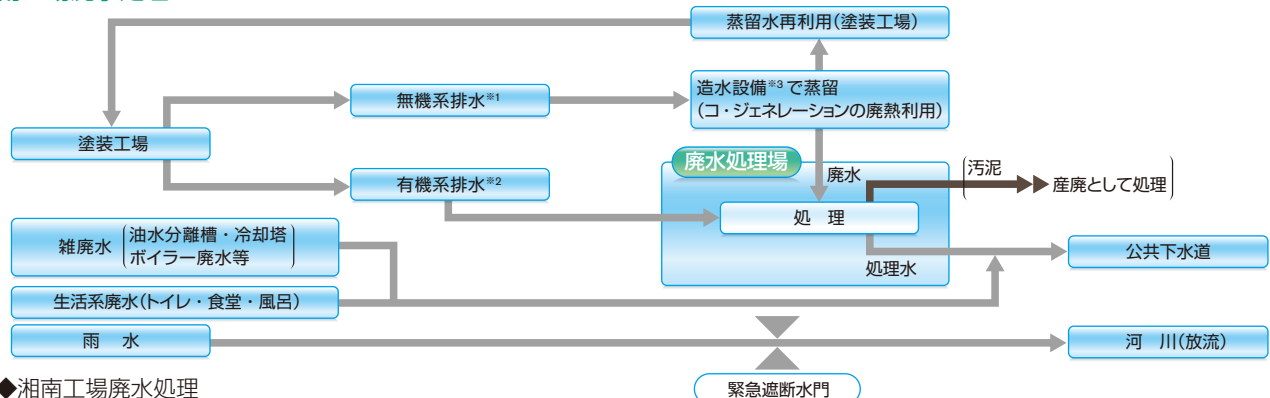 蒸留水再利用(塗装工場)
無機系排水※1
造水設備※3で蒸留
(コ・ジェネレーションの廃熱利用)
塗装工場
廃水処理場
廃水
汚泥
産廃として処理
有機系排水※2
処 理
雑廃水
油水分離槽・冷却塔
ボイラー廃水等
処理水
公共下水道
生活系廃水(トイレ・食堂・風呂)
雨 水
河 川(放流)
緊急遮断水門
◆湘南工場廃水処理